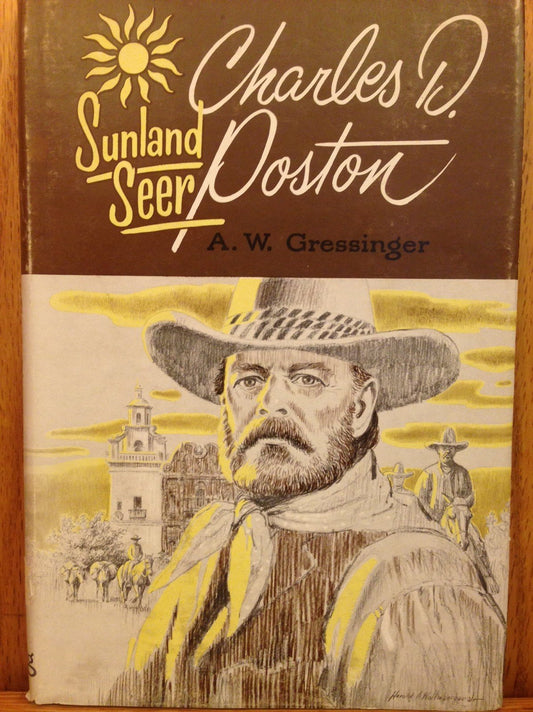 Charles D.
Poston
Sunland
Seer
A. W. Gressinger